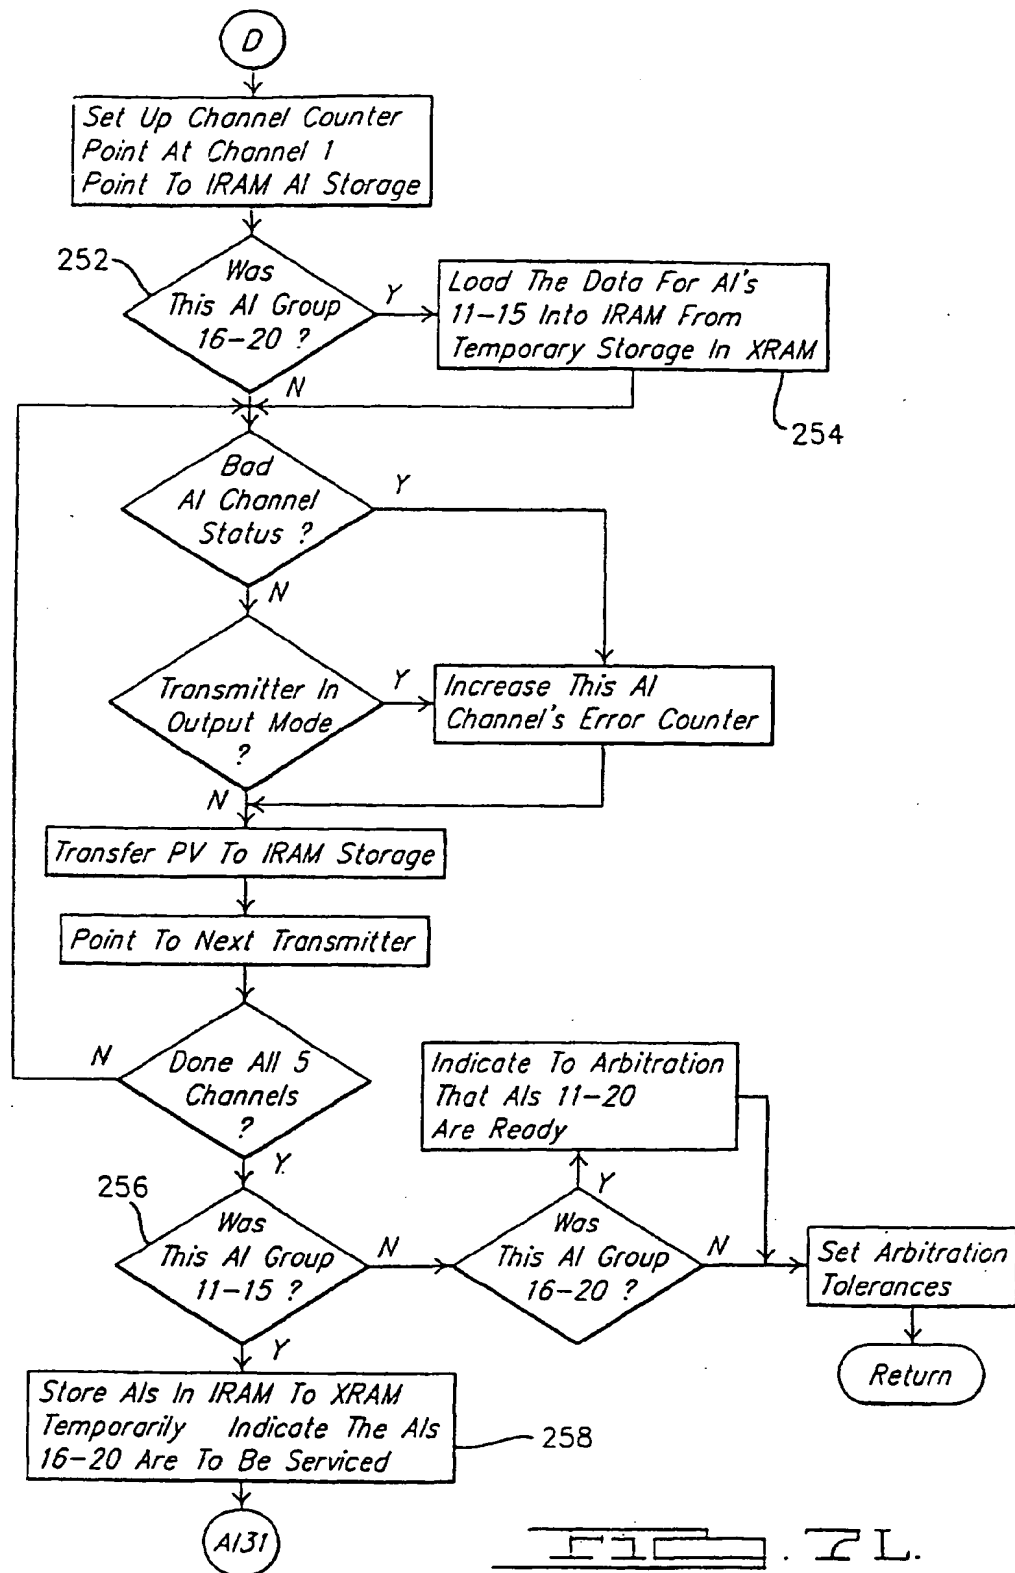 D
Set Up Channel Counter
Point At Channel 1
Point To IRAM AI Storage
252
Was
This AI Group
16-20 ?
Y
N
Load The Data For AI's
11-15 Into IRAM From
Temporary Storage In XRAM
254
Bad
AI Channel
Status ?
Y
N
Transmitter In
Output Mode
?
Y
N
Increase This AI
Channel's Error Counter
Transfer PV To IRAM Storage
Point To Next Transmitter
Done All 5
Channels
?
N
Y
Indicate To Arbitration
That AIs 11-20
Are Ready
256
Was
This AI Group
11-15 ?
N
Y
Was
This AI Group
16-20 ?
Y
N
Set Arbitration
Tolerances
Return
Store AIs In IRAM To XRAM
Temporarily Indicate The AIs
16-20 Are To Be Serviced
258
AI31
FIG. 7L.